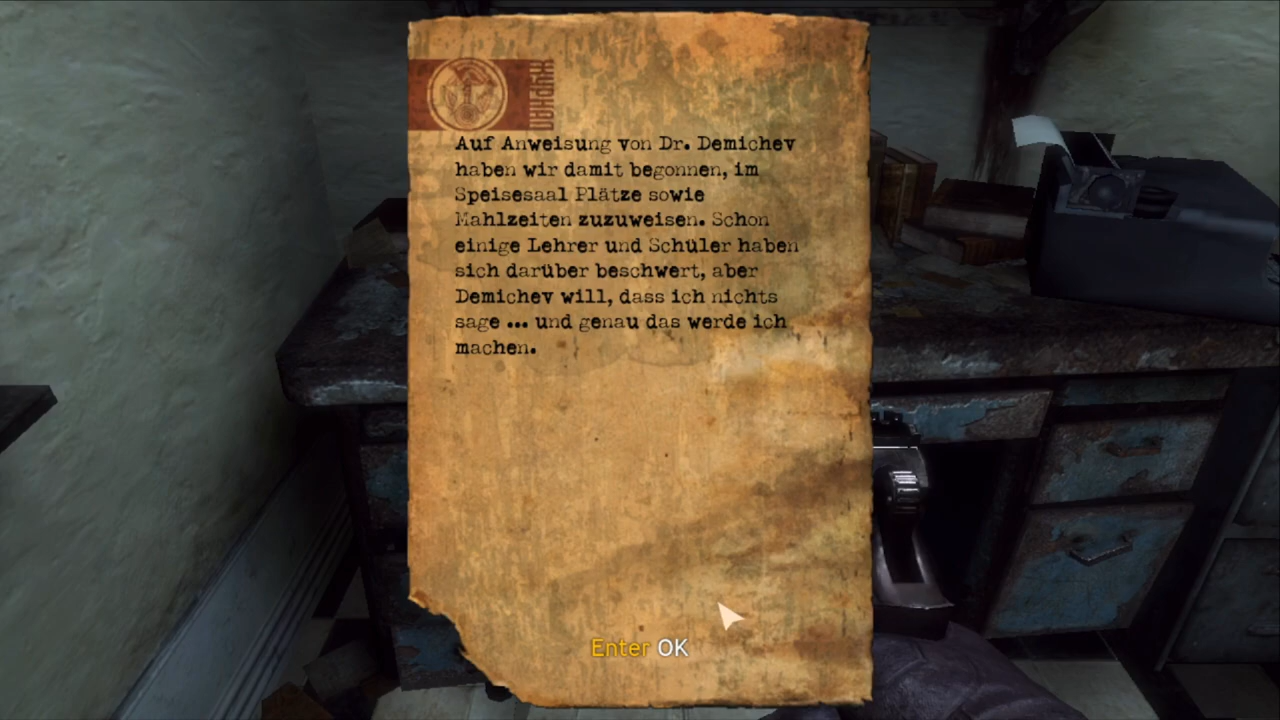 Auf Anweisung von Dr. Demichev
haben wir damit begonnen, im
Speisesaal Plätze sowie
Mahlzeiten zuzuweisen. Schon
einige Lehrer und Schüler haben
sich darüber beschwert, aber
Demichev will, dass ich nichts
sage ... und genau das werde ich
machen.
Enter OK